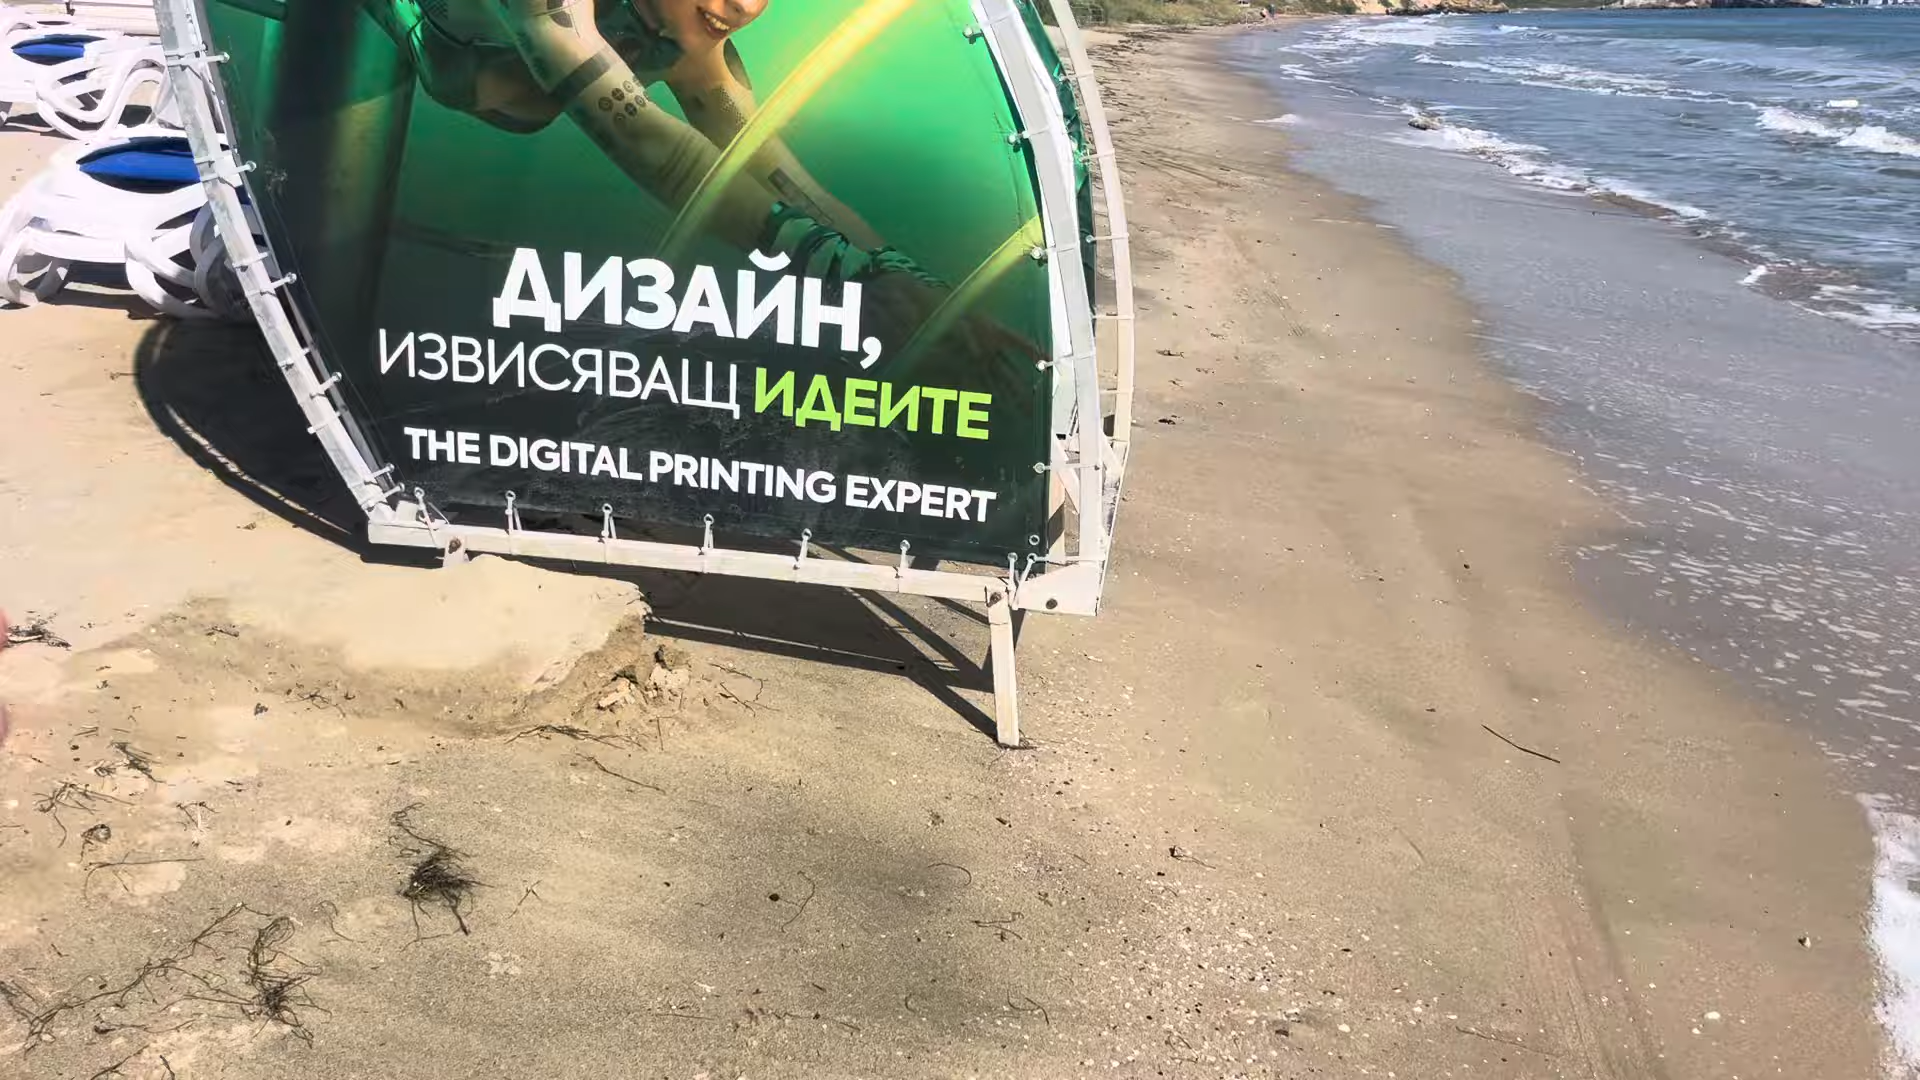 ДИЗАЙН,
ИЗВИСЯВАЩ ИДЕИТЕ
THE DIGITAL PRINTING EXPERT